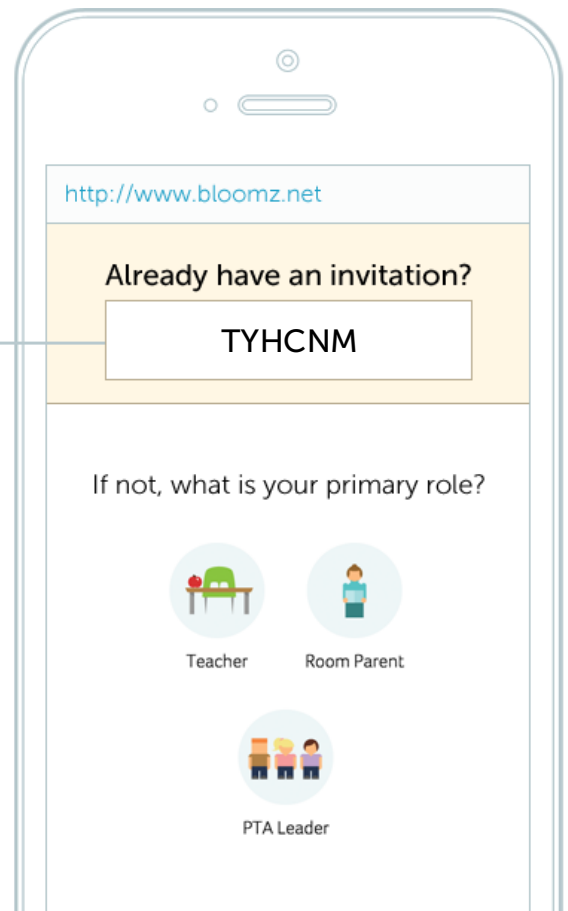 http://www.bloomz.net
Already have an invitation?
TYHCNM
If not, what is your primary role?
Teacher
Room Parent
PTA Leader